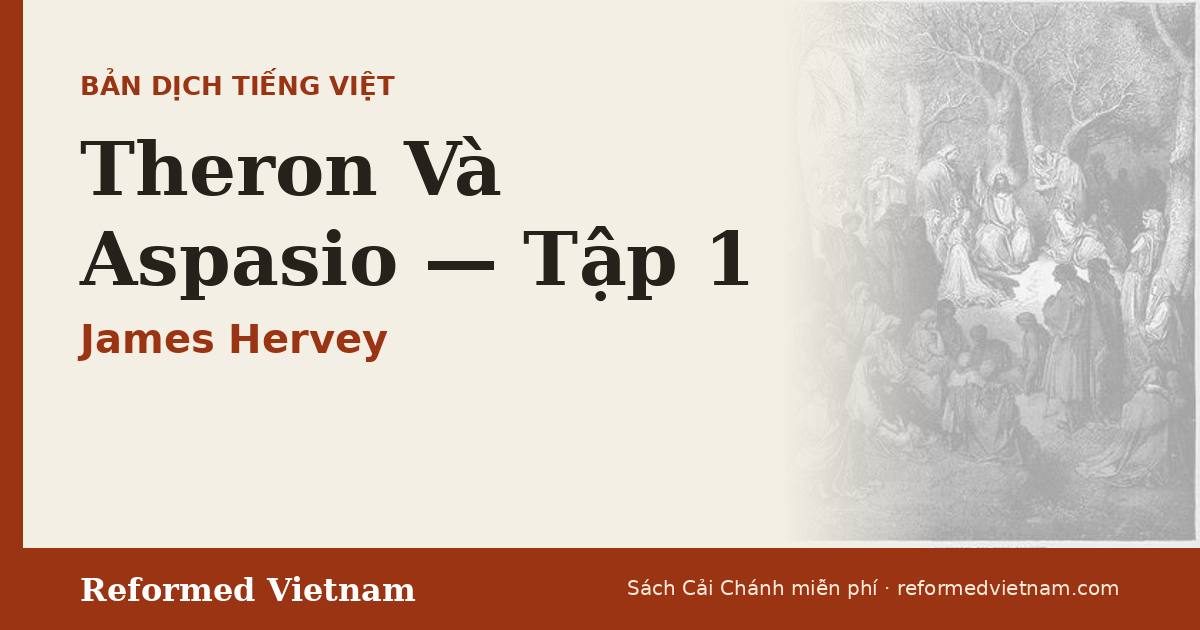 BẢN DỊCH TIẾNG VIỆT
Theron Và
Aspasio — Tập 1
James Hervey
Reformed Vietnam
Sách Cải Chánh miễn phí · reformedvietnam.com